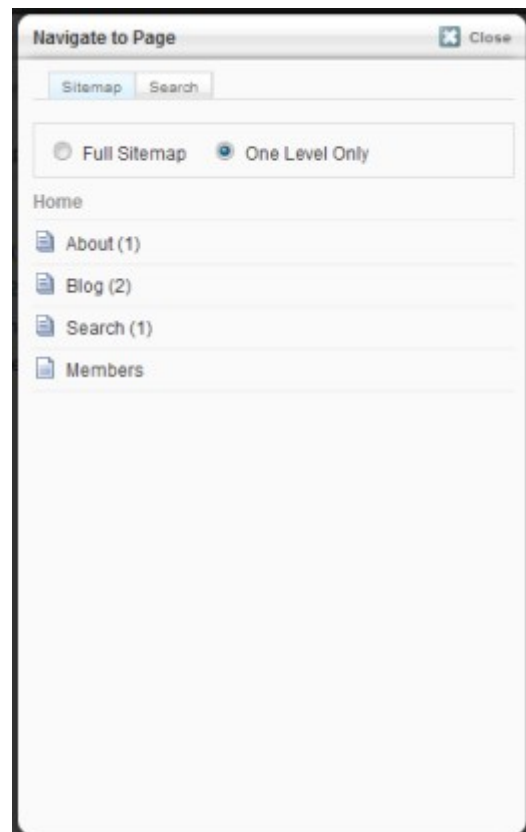 Navigate to Page Close
Sitemap Search
Full Sitemap One Level Only
Home
About (1)
Blog (2)
Search (1)
Members